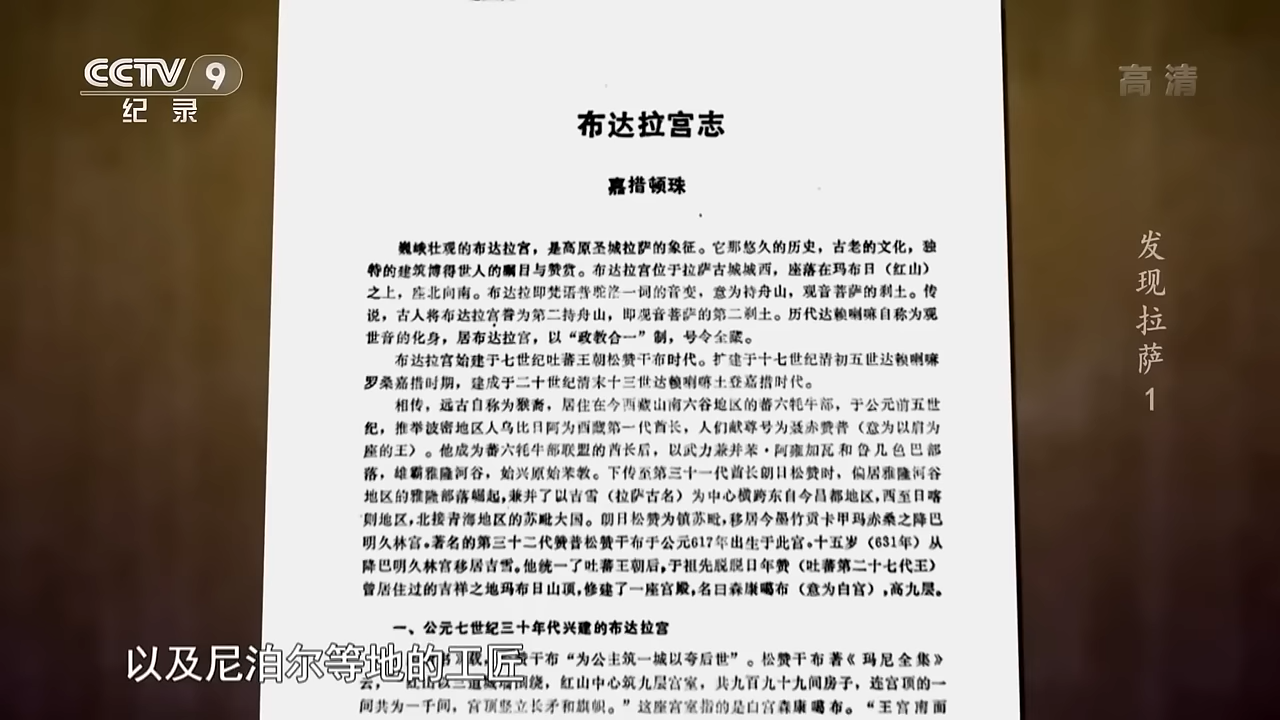 CCTV 9
纪录
高清
发现拉萨 1
布达拉宫志
嘉措顿珠
巍峨壮观的布达拉宫，是高原圣城拉萨的象征。它那悠久的历史，古老的文化，独
特的建筑博得世人的瞩目与赞赏。布达拉宫位于拉萨古城城西，座落在玛布日（红山）
之上，座北向南。布达拉即梵语普陀洛一词的音变，意为持舟山，观音菩萨的刹土。传
说，古人将布达拉宫誉为第二持舟山，即观音菩萨的第二刹土。历代达赖喇嘛自称为观
世音的化身，居布达拉宫，以“政教合一”制，号令全藏。
布达拉宫始建于七世纪吐蕃王朝松赞干布时代。扩建于十七世纪清初五世达赖喇嘛
罗桑嘉措时期，建成于二十世纪清末十三世达赖喇嘛土登嘉措时代。
相传，远古自称为猴裔，居住在今西藏山南六谷地区的蕃六牦牛部，于公元前五世
纪，推举波密地区人乌比日阿为西藏第一代酋长，人们献尊号为聂赤赞普（意为以肩为
座的王）。他成为蕃六牦牛部联盟的酋长后，以武力兼并苯·阿雍加瓦和鲁几色巴部
落，雄霸雅隆河谷，始兴原始苯教。下传至第三十一代酋长朗日松赞时，偏居雅隆河谷
地区的雅隆部落崛起，兼并了以吉雪（拉萨古名）为中心横跨东自今昌都地区，西至日喀
则地区，北接青海地区的苏毗大国。朗日松赞为镇苏毗，移居今墨竹贡卡甲玛赤桑之降巴
明久林宫。著名的第三十二代赞普松赞干布于公元617年出生于此宫。十五岁（631年）从
降巴明久林宫移居吉雪。他统一了吐蕃王朝后，于祖先脱脱日年赞（吐蕃第二十七代王）
曾居住过的吉祥之地玛布日山顶，修建了一座宫殿，名曰森康噶布（意为白宫），高九层。
一、公元七世纪三十年代兴建的布达拉宫
载，赞干布“为公主筑一城以夸后世”。松赞干布著《玛尼全集》
红山以三道城墙围绕，红山中心筑九层宫室，共九百九十九间房子，连宫顶的一
间共为一千间，宫顶竖立长矛和旗帜。”这座宫室指的是白宫森康噶布。“王宫南面
以及尼泊尔等地的工匠